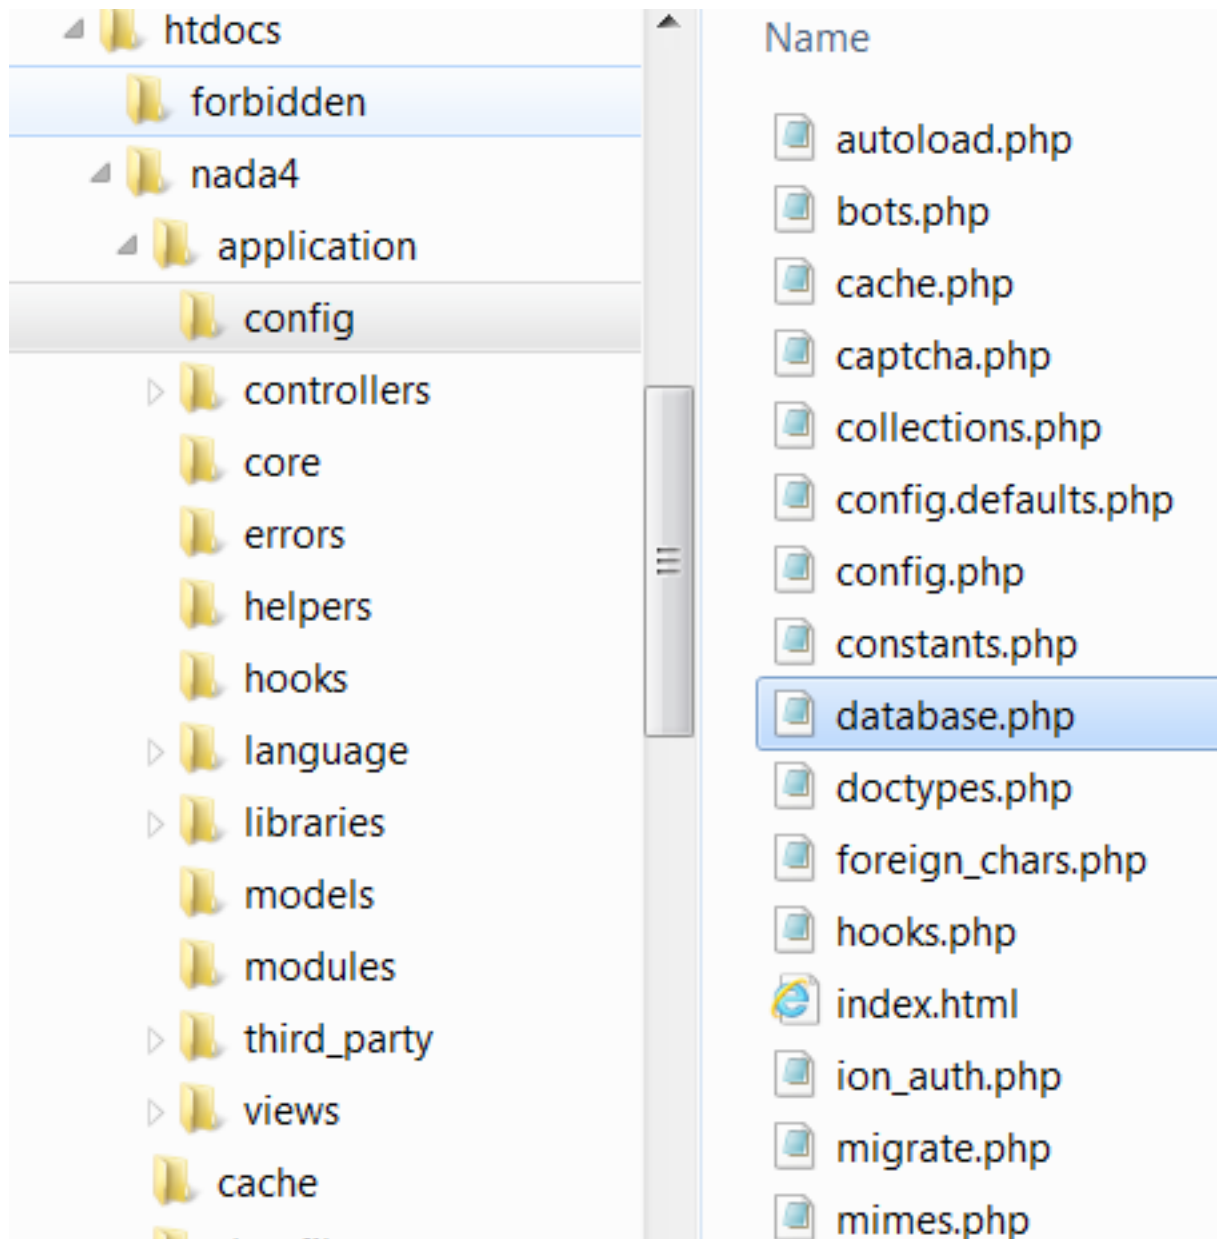 htdocs
forbidden
nada4
application
config
controllers
core
errors
helpers
hooks
language
libraries
models
modules
third_party
views
cache
Name
autoload.php
bots.php
cache.php
captcha.php
collections.php
config.defaults.php
config.php
constants.php
database.php
doctypes.php
foreign_chars.php
hooks.php
index.html
ion_auth.php
migrate.php
mimes.php